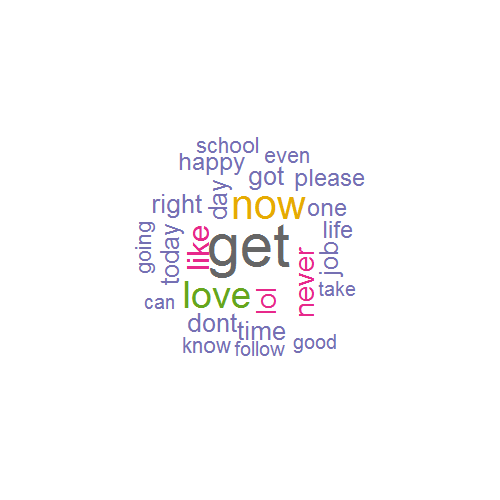 school
happy
even
got
please
right
day
now
one
going
today
like
get
life
job
never
take
can
love
lol
dont
time
know
follow
good